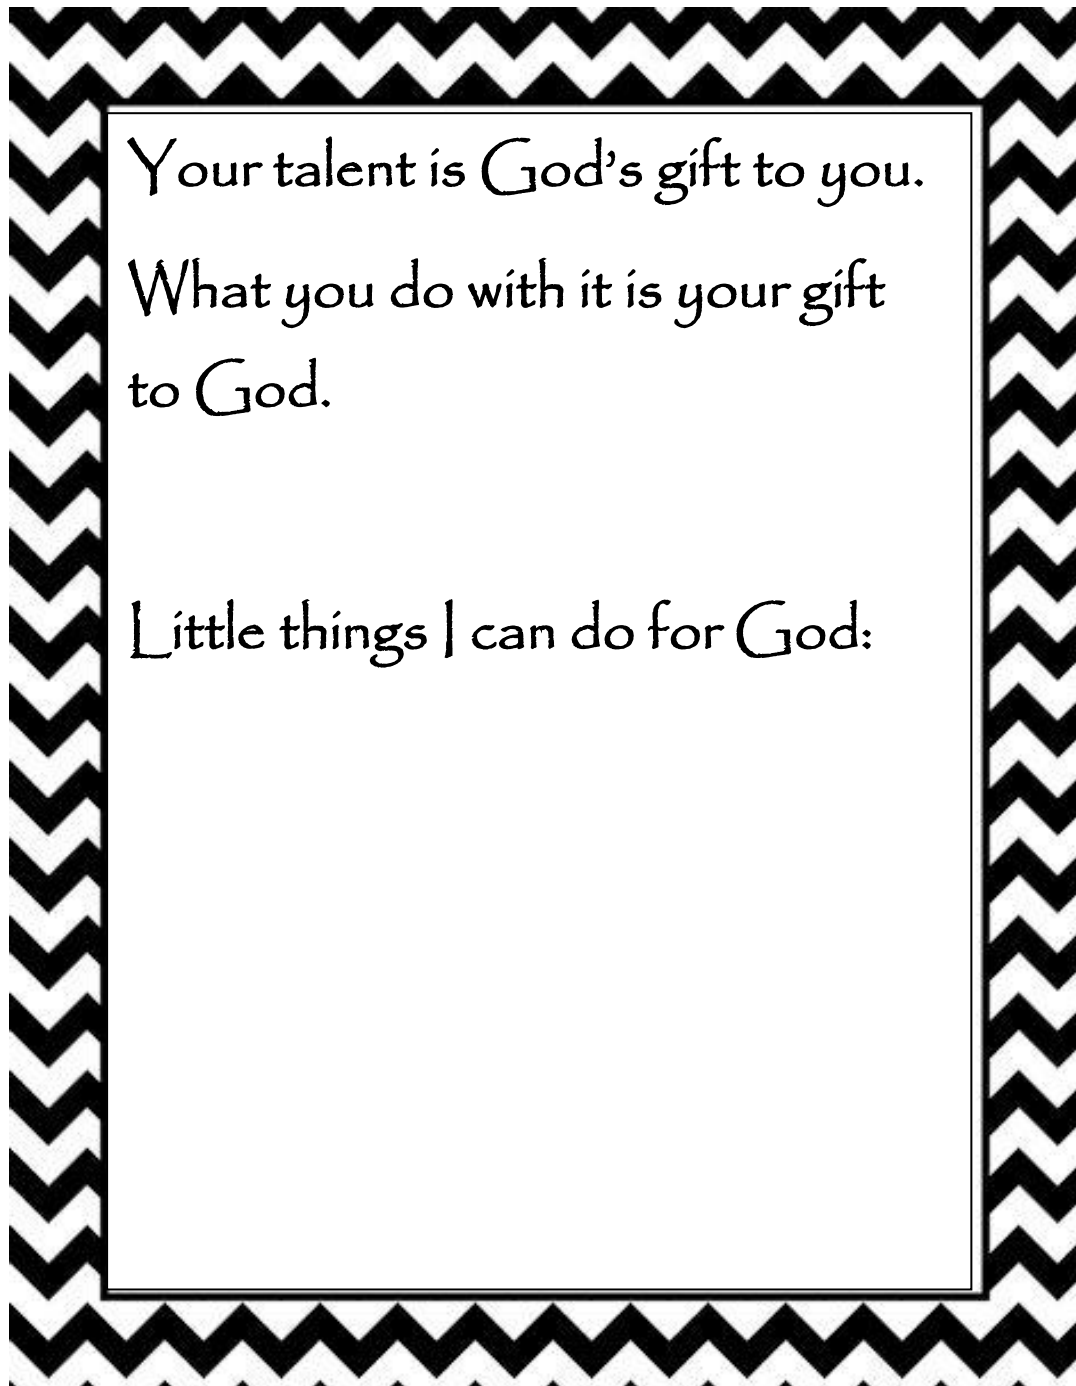 Your talent is God's gift to you.
What you do with it is your gift
to God.
Little things I can do for God: